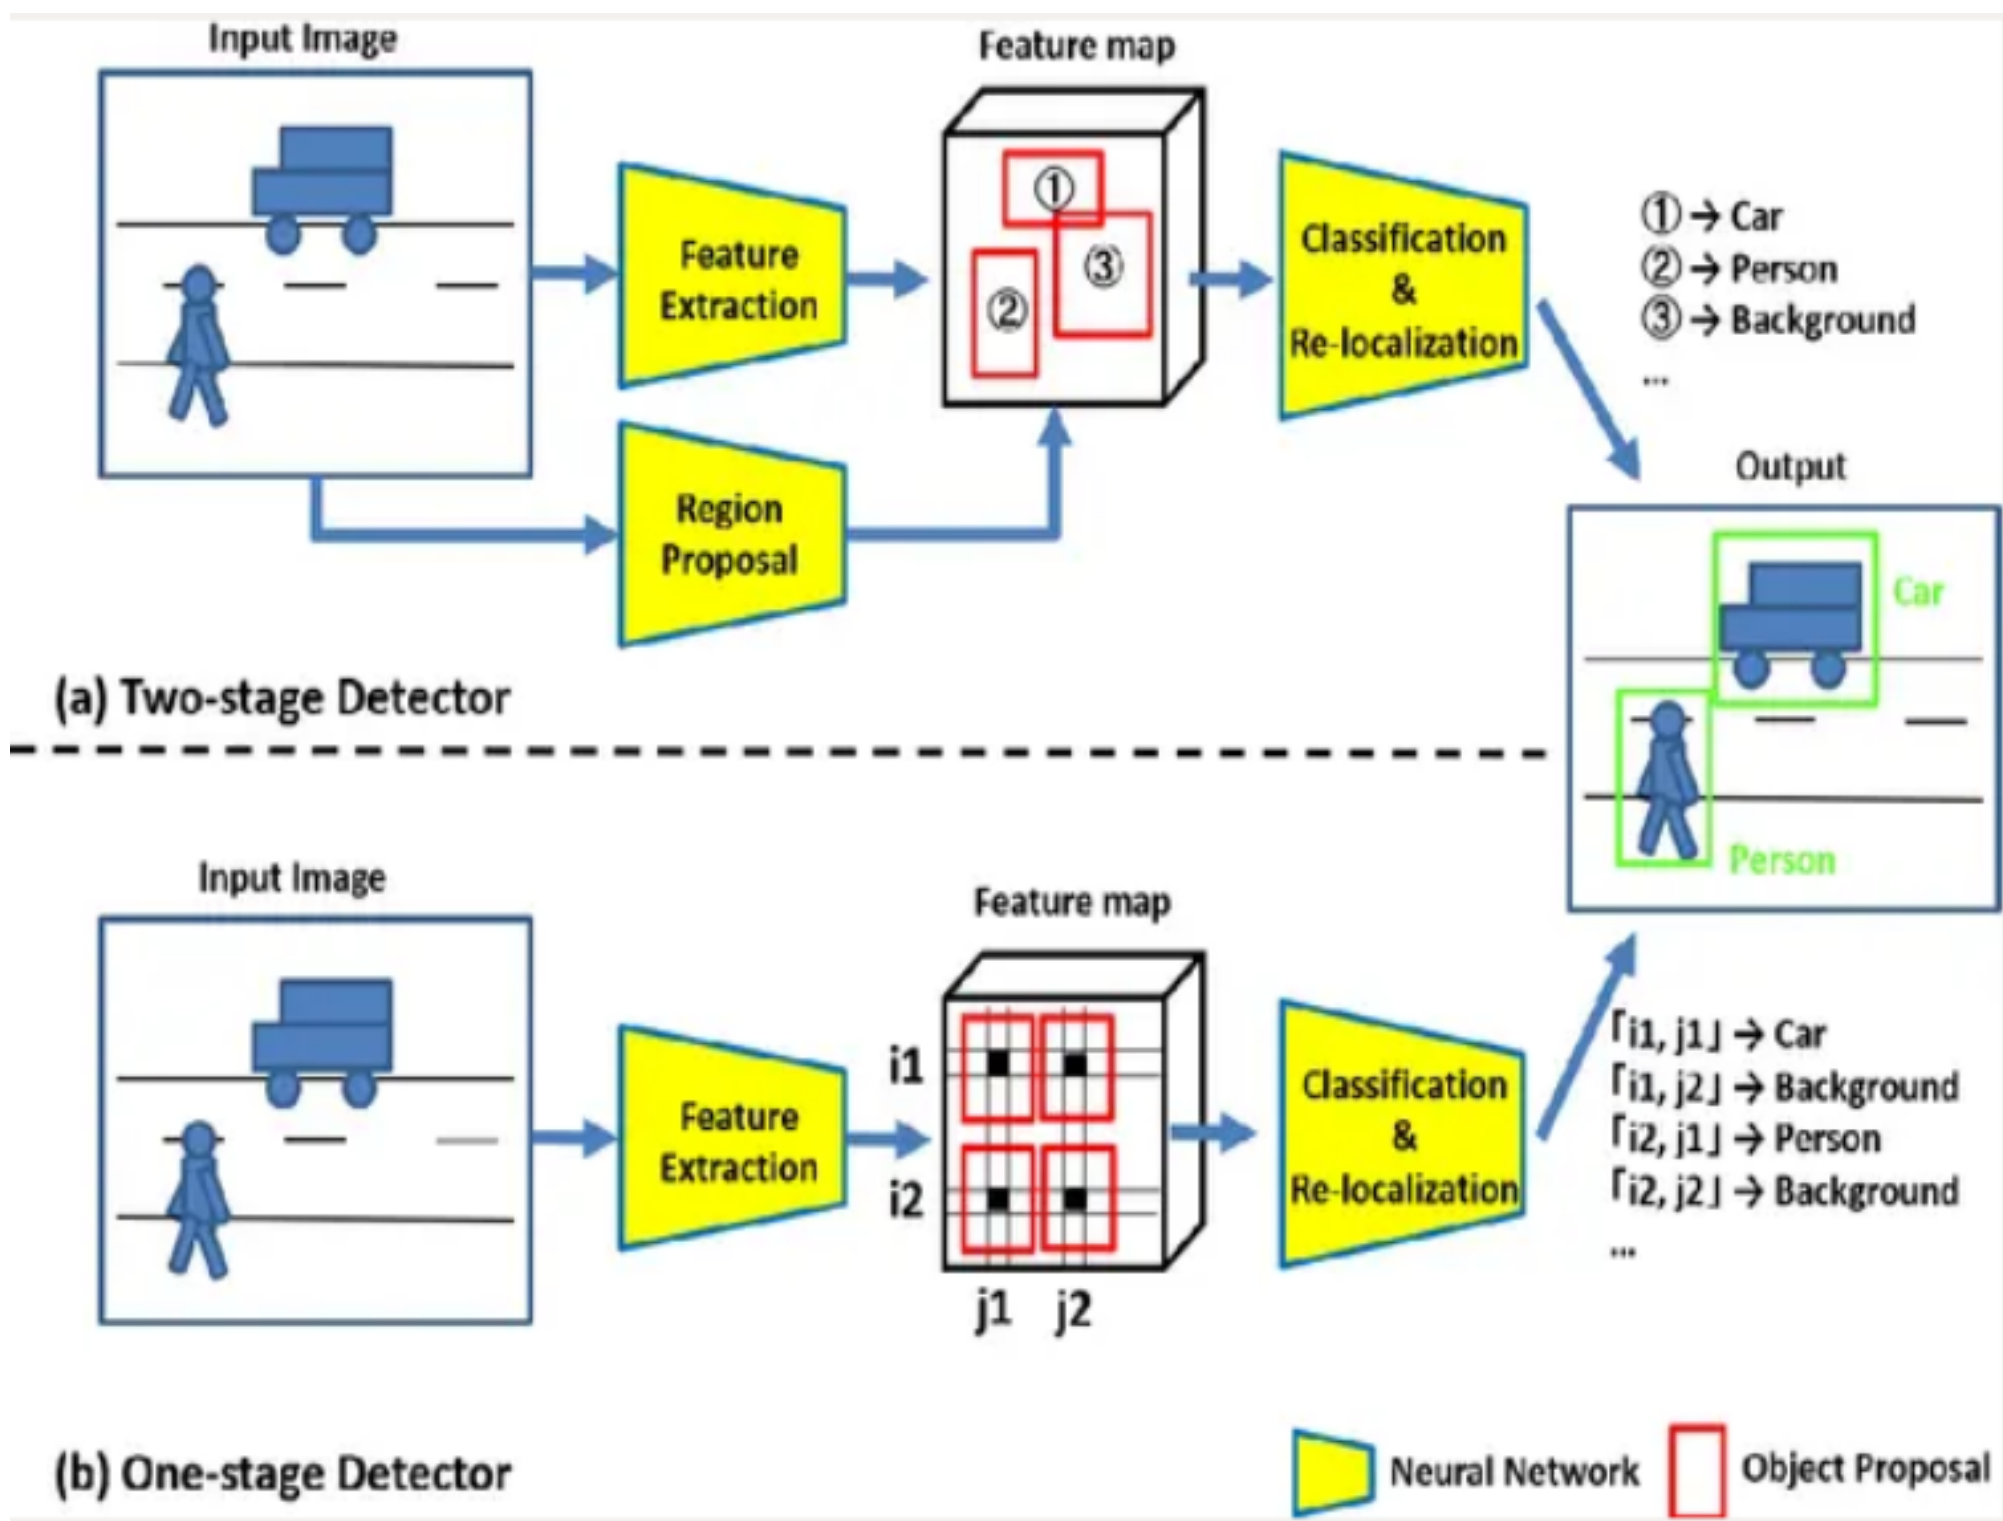 Input Image
Feature map
Feature
Extraction
①
②
③
Classification
&
Re-localization
① → Car
② → Person
③ → Background
...
Region
Proposal
Output
Car
Person
(a) Two-stage Detector
Input Image
Feature map
Feature
Extraction
i1
i2
j1 j2
Classification
&
Re-localization
「i1, j1」 → Car
「i1, j2」 → Background
「i2, j1」 → Person
「i2, j2」 → Background
...
(b) One-stage Detector
Neural Network
Object Proposal